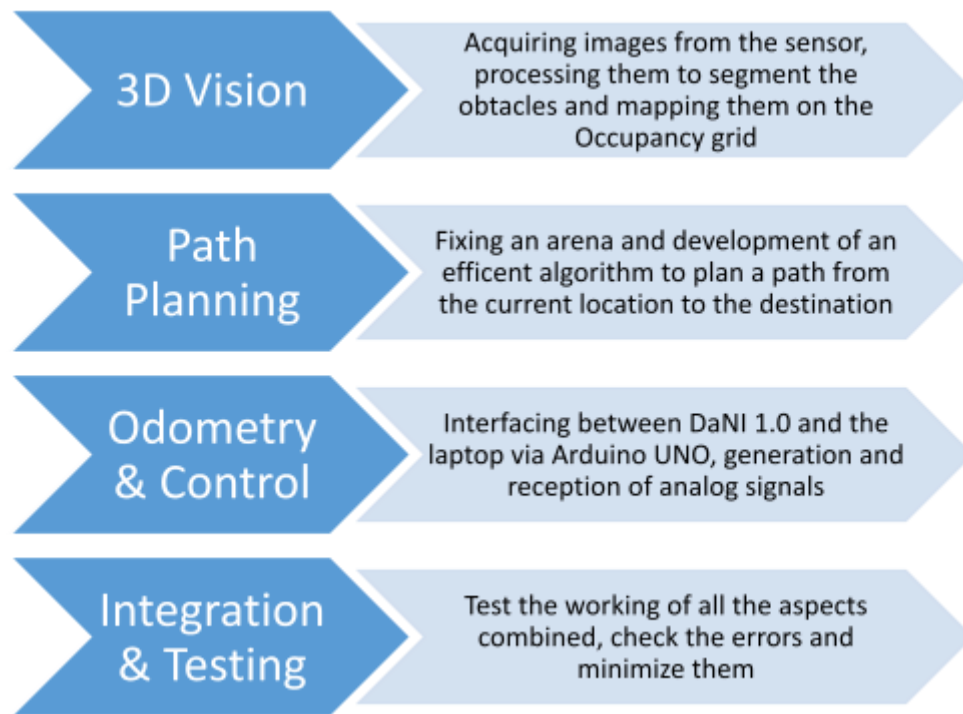 3D Vision
Acquiring images from the sensor,
processing them to segment the
obtacles and mapping them on the
Occupancy grid
Path
Planning
Fixing an arena and development of an
efficent algorithm to plan a path from
the current location to the destination
Odometry
& Control
Interfacing between DaNI 1.0 and the
laptop via Arduino UNO, generation and
reception of analog signals
Integration
& Testing
Test the working of all the aspects
combined, check the errors and
minimize them